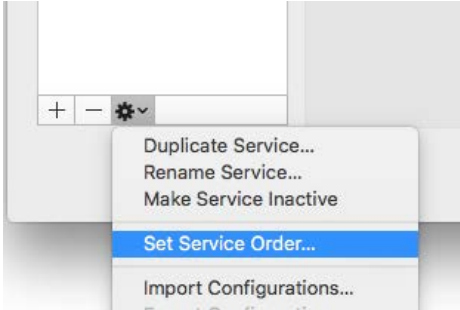 Duplicate Service...
Rename Service...
Make Service Inactive
Set Service Order...
Import Configurations...